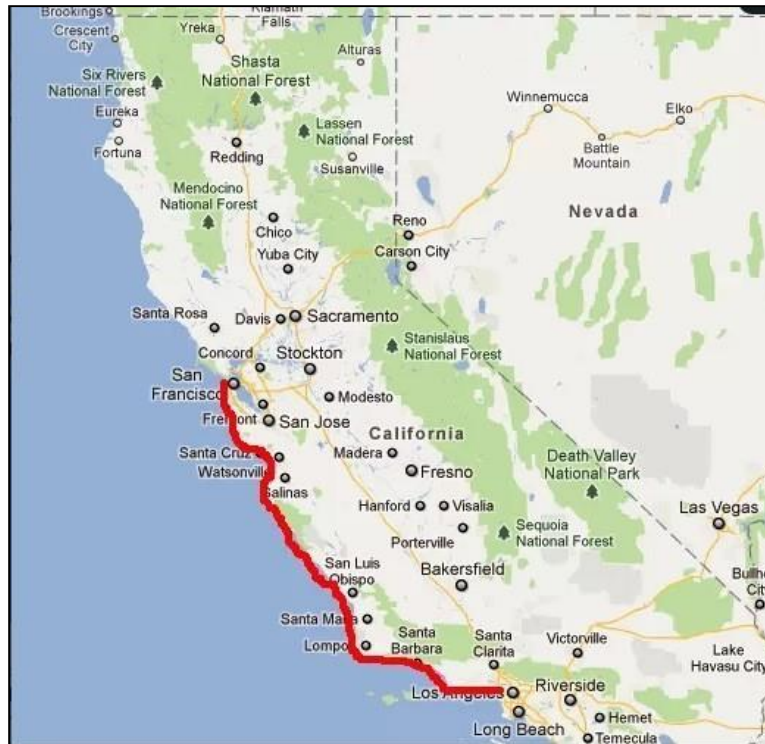 Brookings
Klamath
Falls
Crescent
City
Yreka
Alturas
Shasta
National Forest
Six Rivers
National Forest
Eureka
Fortuna
Winnemucca
Elko
Battle
Mountain
Lassen
National Forest
Redding
Susanville
Mendocino
National Forest
Nevada
Reno
Chico
Carson City
Yuba City
Santa Rosa
Davis
Sacramento
Stanislaus
National Forest
Concord
Stockton
San
Francisco
Modesto
Fremont
San Jose
California
Santa Cruz
Madera
Watsonville
Fresno
Death Valley
National Park
Salinas
Hanford
Visalia
Las Vegas
Porterville
Sequoia
National Forest
San Luis
Obispo
Bakersfield
Bullhe
City
Santa Maria
Lompoc
Santa
Barbara
Santa
Clarita
Victorville
Lake
Havasu City
Los Angeles
Riverside
Long Beach
Hemet
Temecula